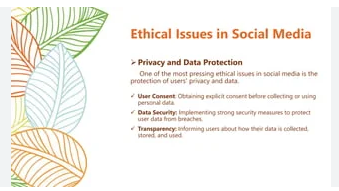 Ethical Issues in Social Media
➢ Privacy and Data Protection
One of the most pressing ethical issues in social media is the
protection of users' privacy and data.
✓ User Consent: Obtaining explicit consent before collecting or using
personal data.
✓ Data Security: Implementing strong security measures to protect
user data from breaches.
✓ Transparency: Informing users about how their data is collected,
stored, and used.